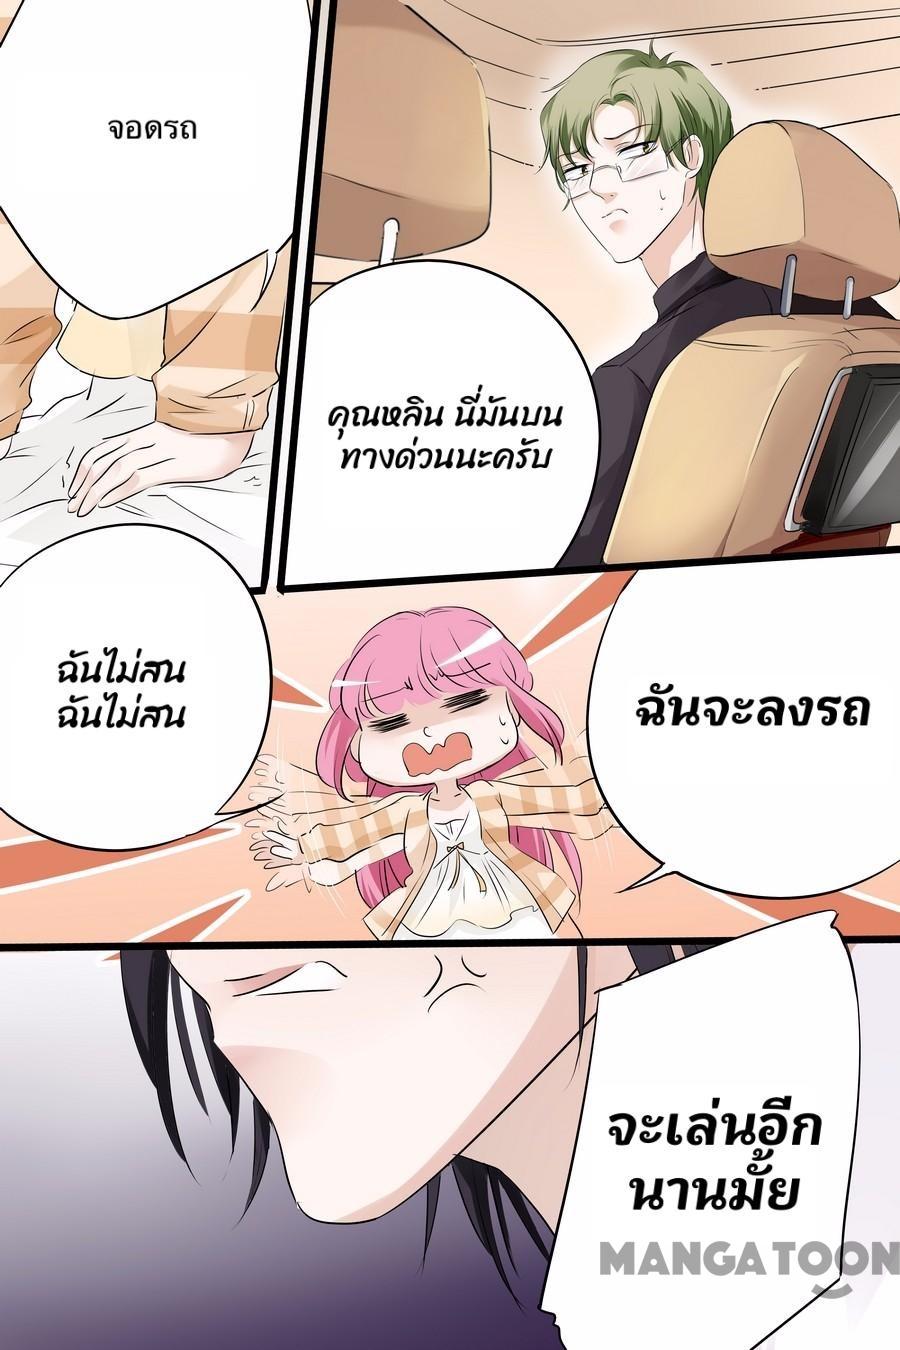 จอดรถ
คุณหลิน นี่มันบน
ทางด่วนนะครับ
ฉันไม่สน
ฉันไม่สน
ฉันจะลงรถ
จะเล่นอีก
นานมั้ย
MANGATOON